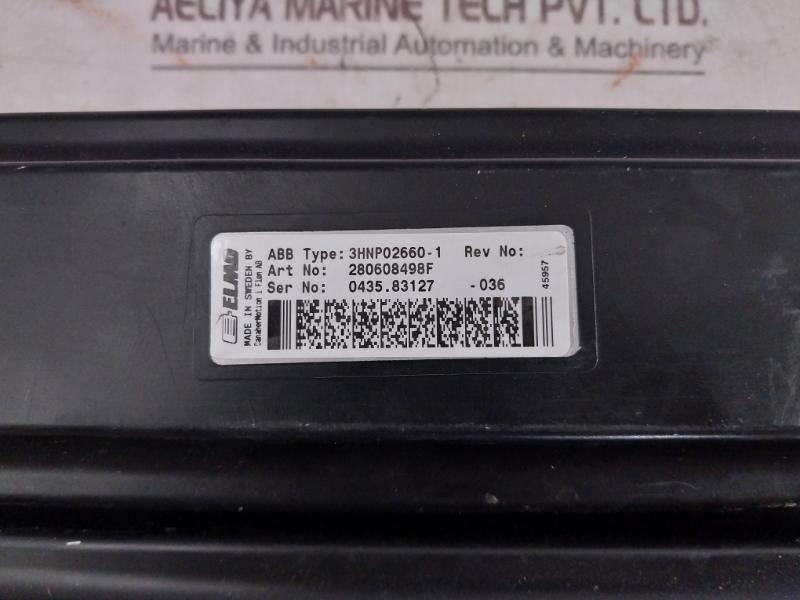 AELIYA MARINE TECH PVT. LTD.
Marine & Industrial Automation & Machinery
ELMO
MADE IN SWEDEN BY
DanaherMotion i Flen AB
ABB Type: 3HNP02660-1 Rev No:
Art No: 280608498F
Ser No: 0435.83127 -036
45957